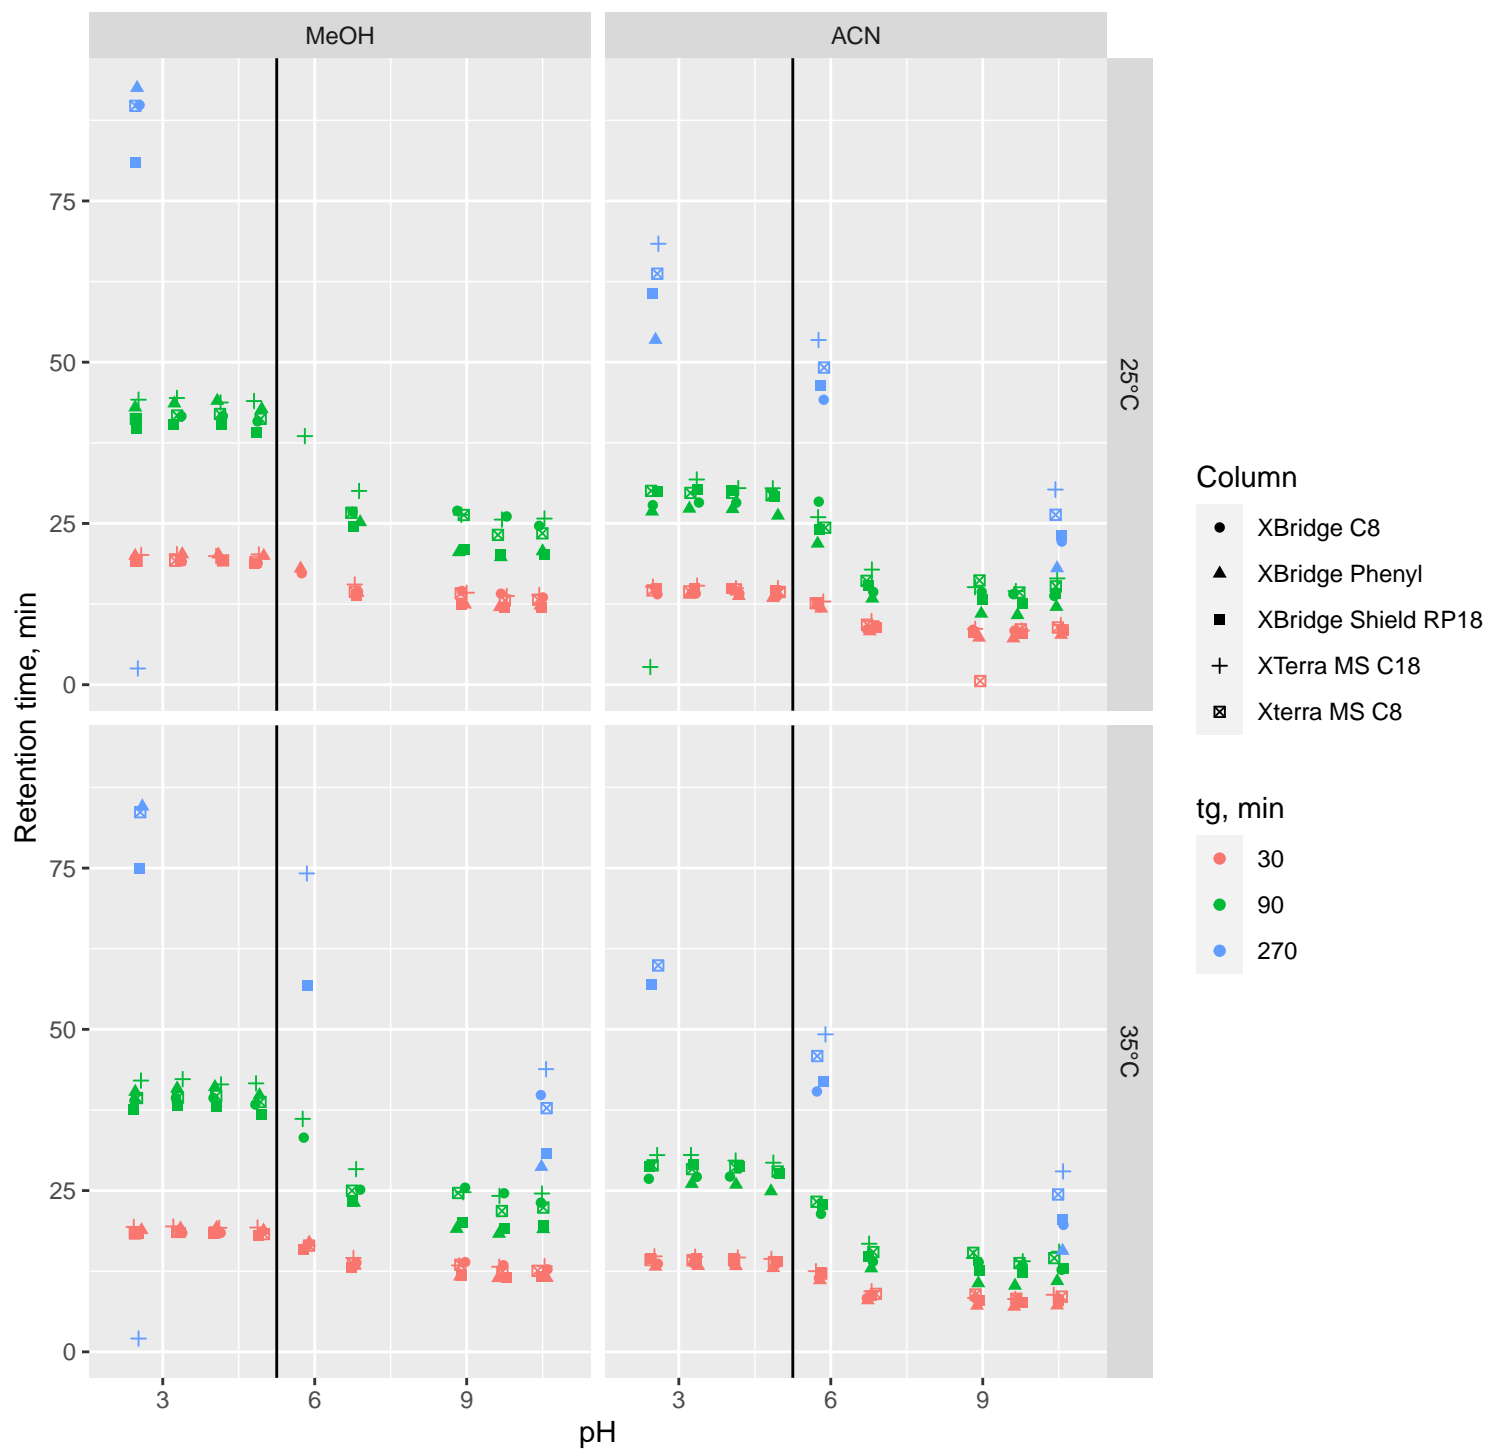 MeOH
ACN
75
50
25
0
25°C
75
50
25
0
35°C
3
6
9
3
6
9
pH
Retention time, min
Column
XBridge C8
XBridge Phenyl
XBridge Shield RP18
XTerra MS C18
Xterra MS C8
tg, min
30
90
270